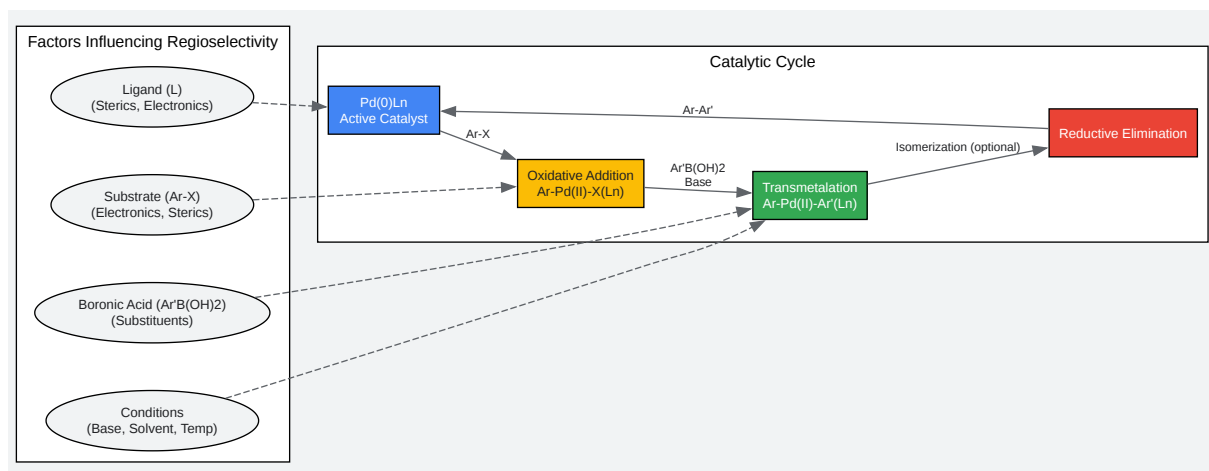 Factors Influencing Regioselectivity
Ligand (L)
(Sterics, Electronics)
Substrate (Ar-X)
(Electronics, Sterics)
Boronic Acid (Ar'B(OH)2)
(Substituents)
Conditions
(Base, Solvent, Temp)
Catalytic Cycle
Pd(0)Ln
Active Catalyst
Ar-X
Oxidative Addition
Ar-Pd(II)-X(Ln)
Ar'B(OH)2
Base
Transmetalation
Ar-Pd(II)-Ar'(Ln)
Isomerization (optional)
Reductive Elimination
Ar-Ar'